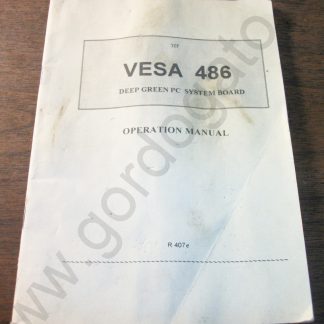 VESA 486
DEEP GREEN PC SYSTEM BOARD
OPERATION MANUAL
R 407e
www.gordogato